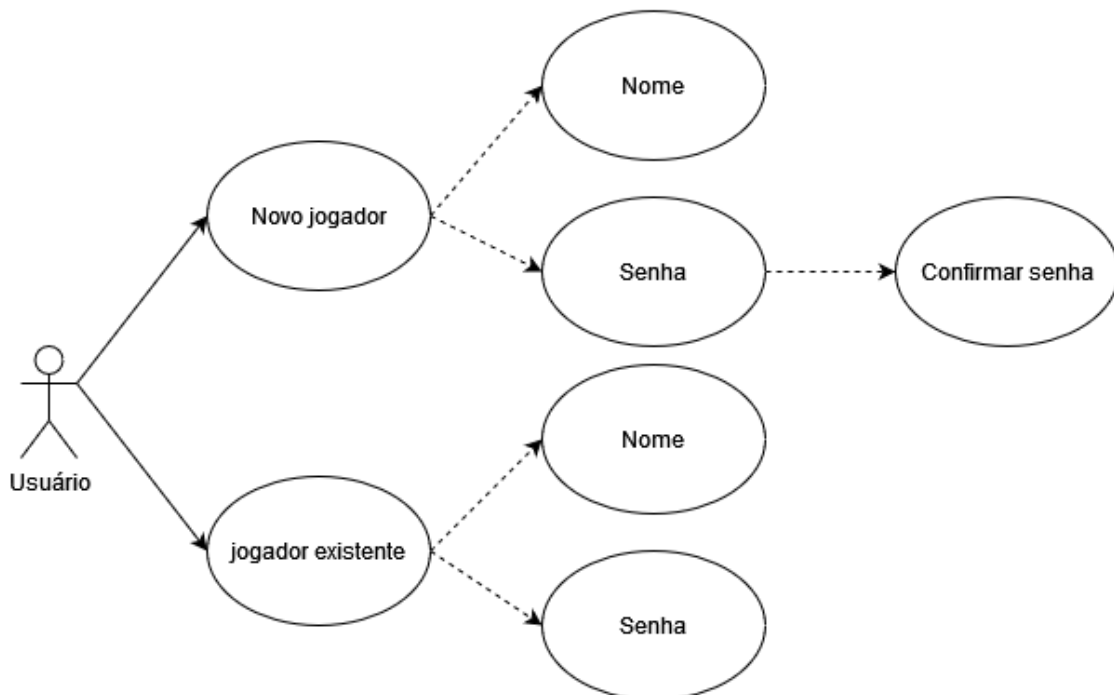 Nome
Novo jogador
Senha
Confirmar senha
Usuário
Nome
jogador existente
Senha